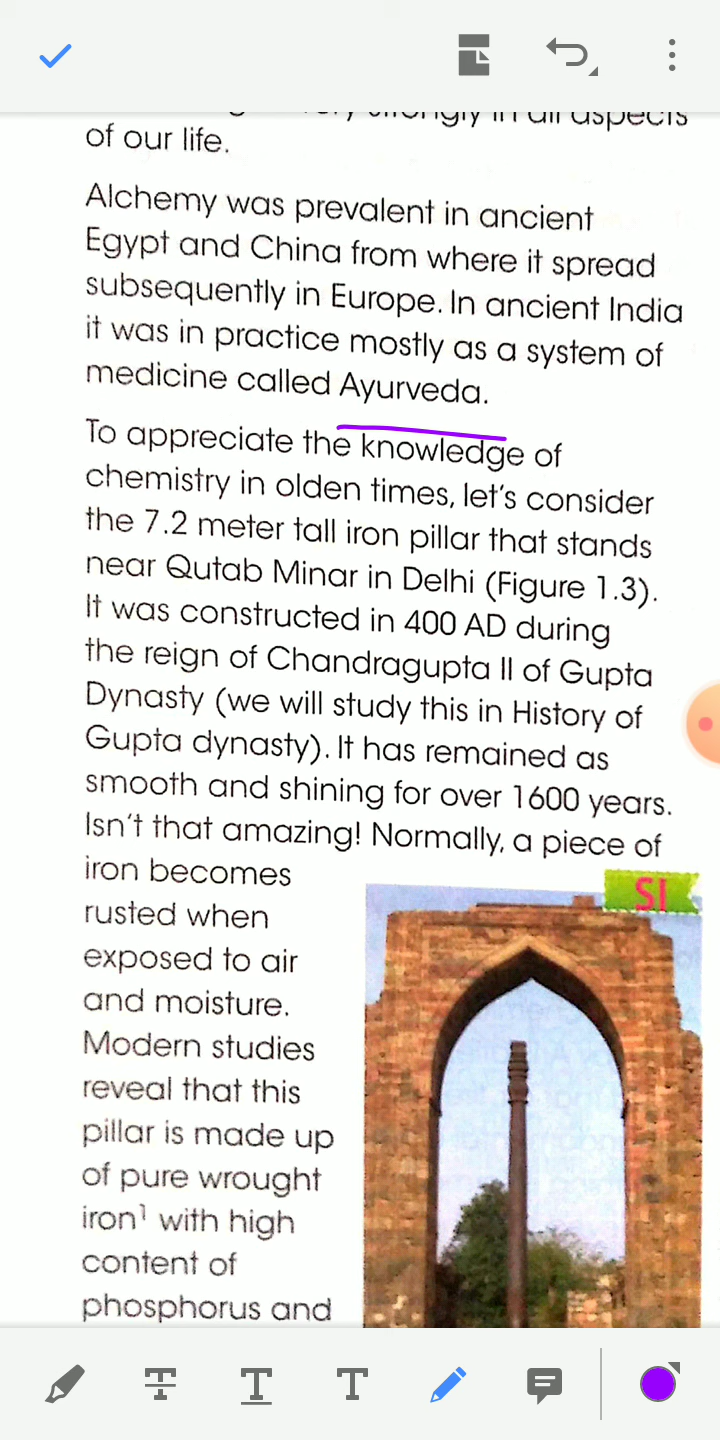 of our life.
Alchemy was prevalent in ancient
Egypt and China from where it spread
subsequently in Europe. In ancient India
it was in practice mostly as a system of
medicine called Ayurveda.
To appreciate the knowledge of
chemistry in olden times, let's consider
the 7.2 meter tall iron pillar that stands
near Qutab Minar in Delhi (Figure 1.3).
It was constructed in 400 AD during
the reign of Chandragupta II of Gupta
Dynasty (we will study this in History of
Gupta dynasty). It has remained as
smooth and shining for over 1600 years.
Isn't that amazing! Normally, a piece of
iron becomes
rusted when
exposed to air
and moisture.
Modern studies
reveal that this
pillar is made up
of pure wrought
iron¹ with high
content of
phosphorus and
SI
T T T